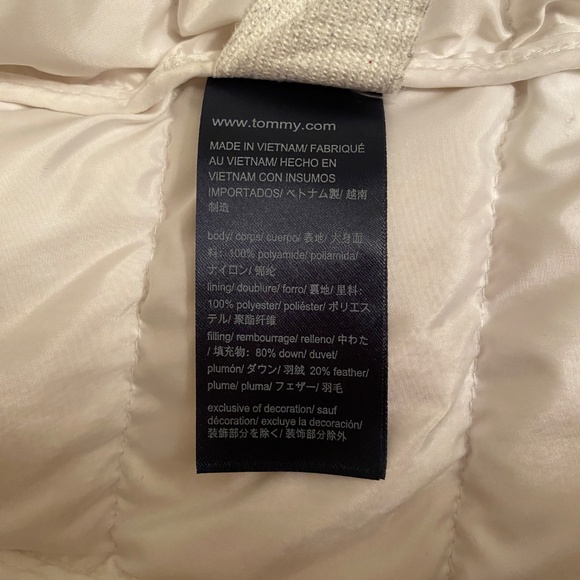 www.tommy.com
MADE IN VIETNAM/ FABRIQUÉ
AU VIETNAM/ HECHO EN
VIETNAM CON INSUMOS
IMPORTADOS/ ベトナム製/ 越南
制造
body/ corps/ cuerpo/ 表地/ 大身面
料: 100% polyamide/ poliamida/
ナイロン/ 锦纶
lining/ doublure/ forro/ 裏地/ 里料:
100% polyester/ poliéster/ ポリエス
テル/ 聚酯纤维
filling/ rembourrage/ relleno/ 中わた
/ 填充物: 80% down/ duvet/
plumón/ ダウン/ 羽绒 20% feather/
plume/ pluma/ フェザー/ 羽毛
exclusive of decoration/ sauf
décoration/ excluye la decoración/
装飾部分を除く/ 装饰部分除外